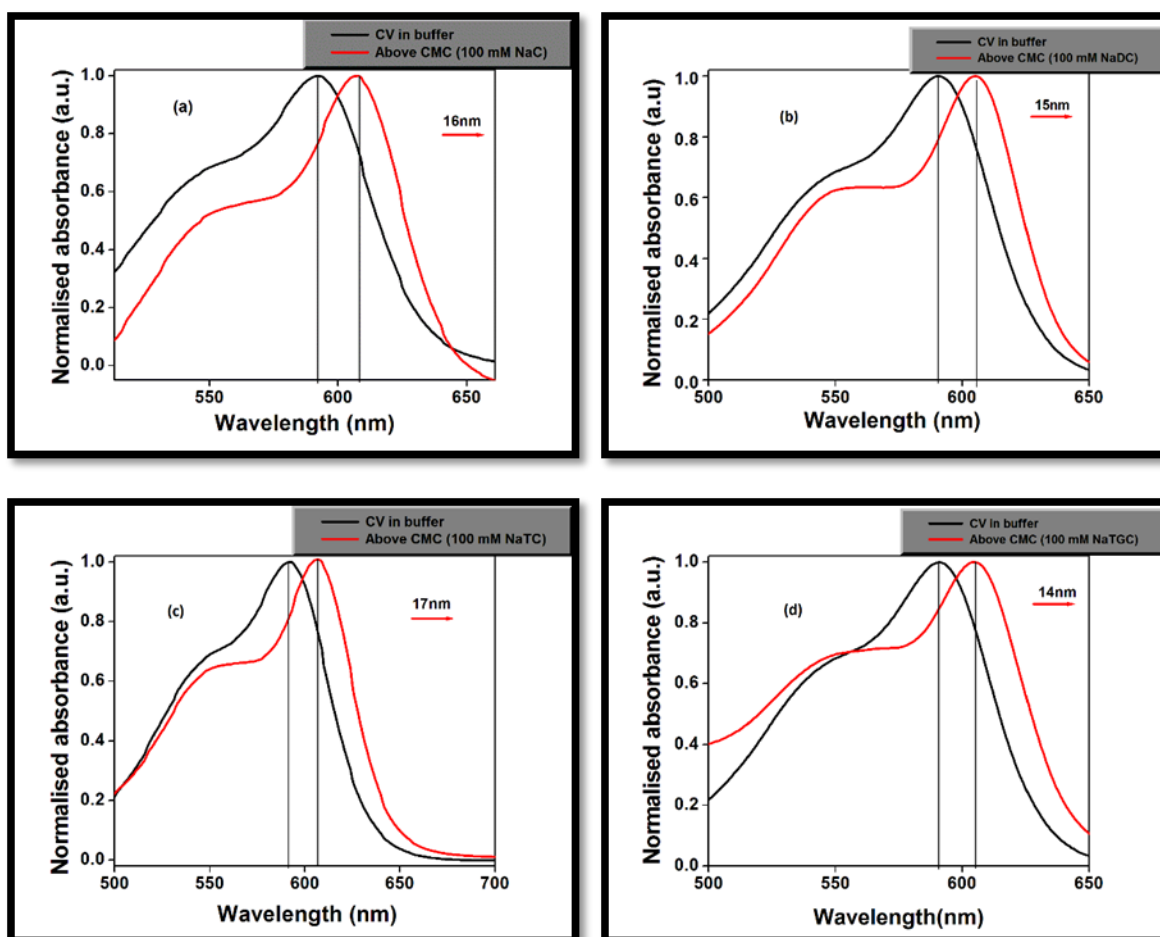 CV in buffer
Above CMC (100 mM NaC)
(a)
16nm
Normalised absorbance (a.u.)
1.0
0.8
0.6
0.4
0.2
0.0
550
600
650
Wavelength (nm)
CV in buffer
Above CMC (100 mM NaDC)
(b)
15nm
Normalised absorbance (a.u)
1.0
0.8
0.6
0.4
0.2
0.0
500
550
600
650
Wavelength (nm)
CV in buffer
Above CMC (100 mM NaTC)
(c)
17nm
Normalised absorbance (a.u.)
1.0
0.8
0.6
0.4
0.2
0.0
500
550
600
650
700
Wavelength (nm)
CV in buffer
Above CMC (100 mM NaTGC)
(d)
14nm
Normalised absorbance (a.u.)
1.0
0.8
0.6
0.4
0.2
0.0
500
550
600
650
Wavelength(nm)